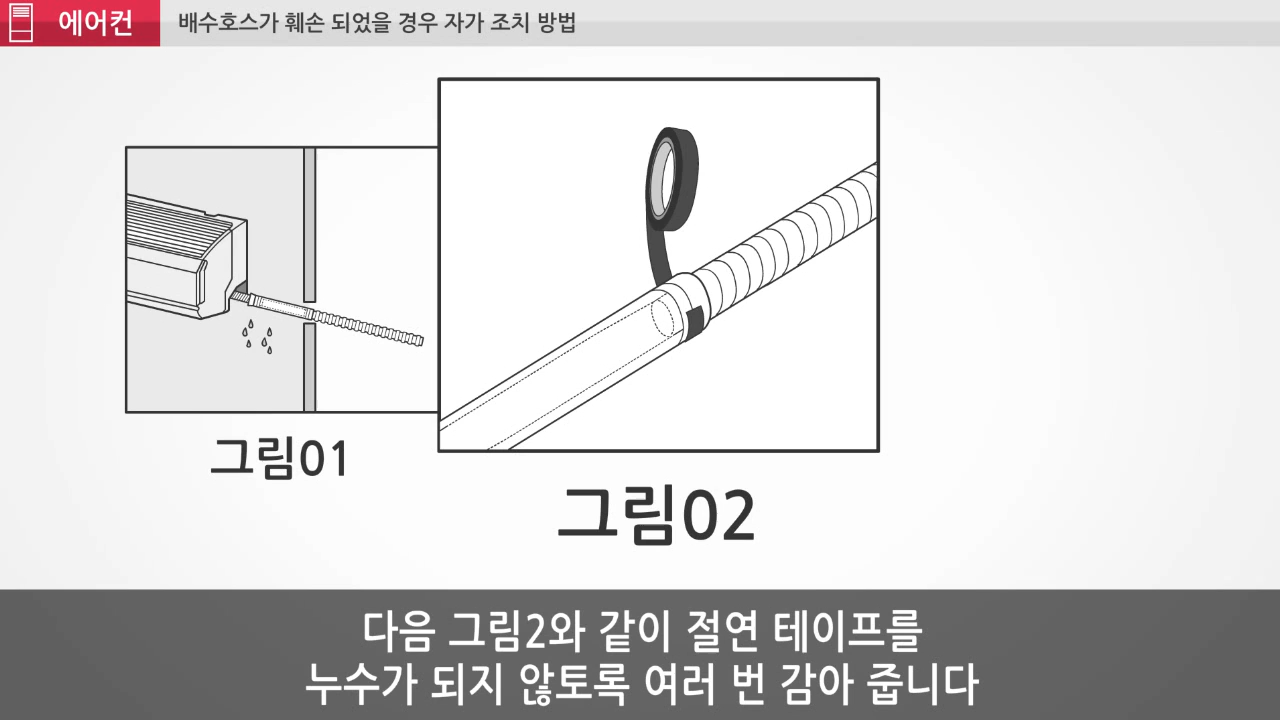 에어컨
배수호스가 훼손 되었을 경우 자가 조치 방법
그림01
그림02
다음 그림2와 같이 절연 테이프를
누수가 되지 않토록 여러 번 감아 줍니다